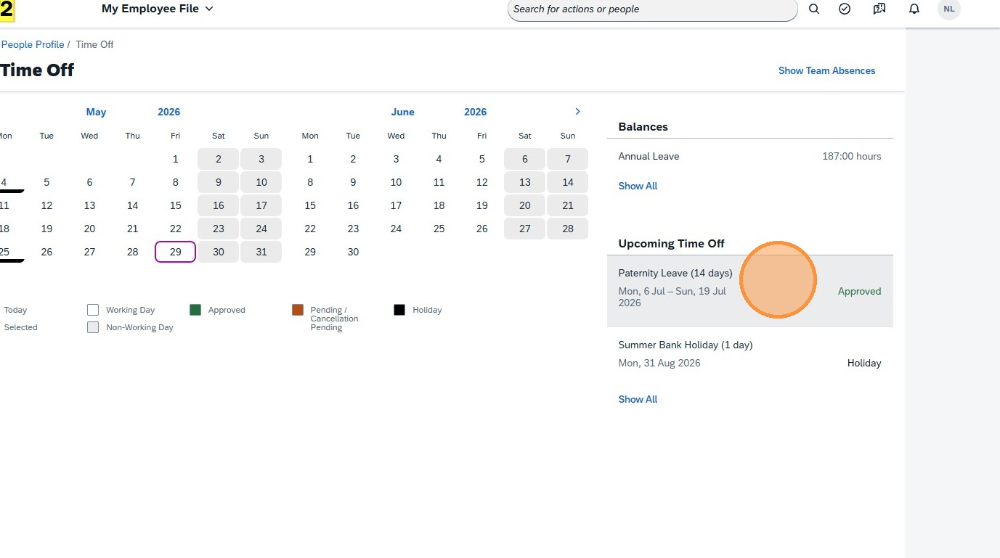 2
My Employee File
Search for actions or people
NL
People Profile / Time Off
Time Off
Show Team Absences
May 2026
June 2026
Mon Tue Wed Thu Fri Sat Sun
Mon Tue Wed Thu Fri Sat Sun
1 2 3
1 2 3 4 5 6 7
4 5 6 7 8 9 10
8 9 10 11 12 13 14
11 12 13 14 15 16 17
15 16 17 18 19 20 21
18 19 20 21 22 23 24
22 23 24 25 26 27 28
25 26 27 28 29 30 31
29 30
Today
Selected
Working Day
Non-Working Day
Approved
Pending /
Cancellation
Pending
Holiday
Balances
Annual Leave 187:00 hours
Show All
Upcoming Time Off
Paternity Leave (14 days)
Mon, 6 Jul – Sun, 19 Jul
2026
Approved
Summer Bank Holiday (1 day)
Mon, 31 Aug 2026
Holiday
Show All